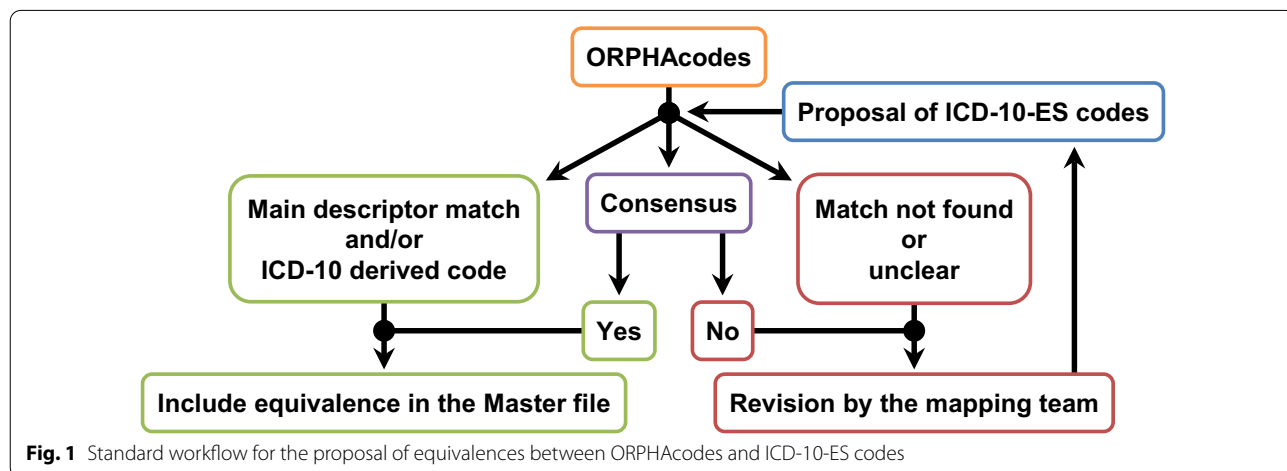 ORPHAcodes
Proposal of ICD-10-ES codes
Main descriptor match
and/or
ICD-10 derived code
Consensus
Match not found
or
unclear
Yes
No
Include equivalence in the Master file
Revision by the mapping team
Fig. 1 Standard workflow for the proposal of equivalences between ORPHAcodes and ICD-10-ES codes